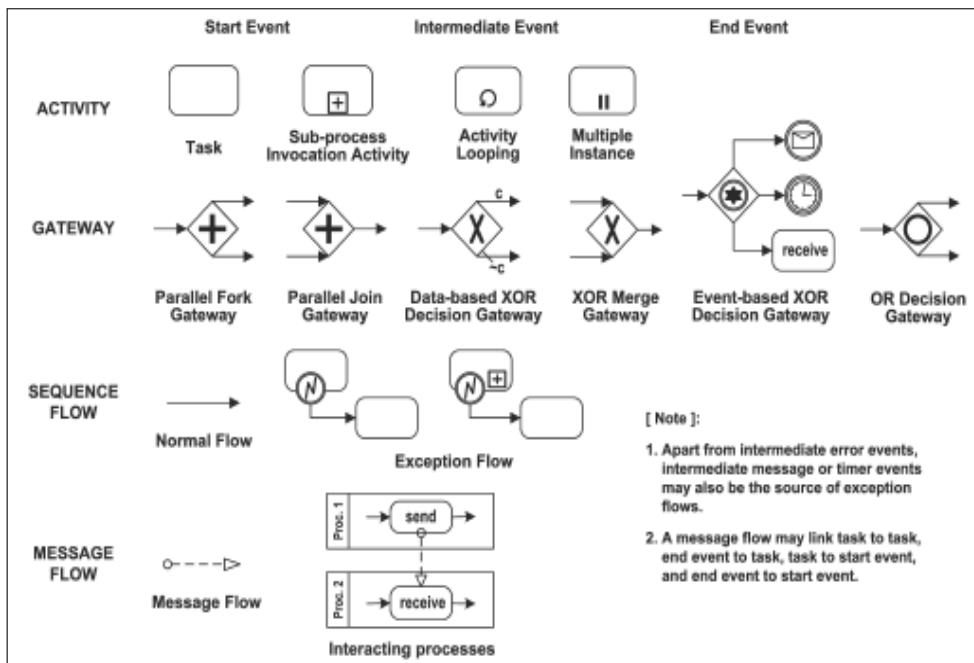 Start Event Intermediate Event End Event
ACTIVITY
Task
Sub-process
Invocation Activity
Activity
Looping
Multiple
Instance
GATEWAY
c
~c
receive
Parallel Fork
Gateway
Parallel Join
Gateway
Data-based XOR
Decision Gateway
XOR Merge
Gateway
Event-based XOR
Decision Gateway
OR Decision
Gateway
SEQUENCE
FLOW
Normal Flow
Exception Flow
[ Note ]:
1. Apart from intermediate error events,
intermediate message or timer events
may also be the source of exception
flows.
2. A message flow may link task to task,
end event to task, task to start event,
and end event to start event.
MESSAGE
FLOW
Message Flow
Proc. 1
send
Proc. 2
receive
Interacting processes